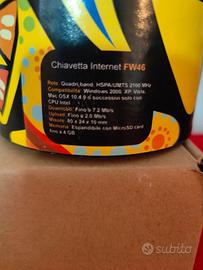 Chiavetta Internet FW46
Rete: Quadri band, HSPA/UMTS 2100 MHz
Compatibilità: Windows 2000, XP, Vista,
Mac OSX 10.4.9 e successivi solo con
CPU Intel
Download: Fino a 7.2 Mb/s
Upload: Fino a 2.0 Mb/s
Misure: 80 x 24 x 10 mm
Memoria: Espandibile con MicroSD card
fino a 4 GB
subito